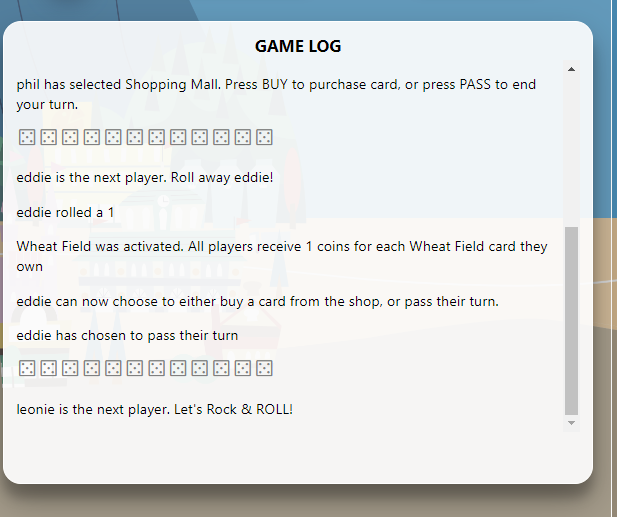 GAME LOG
phil has selected Shopping Mall. Press BUY to purchase card, or press PASS to end
your turn.
⚄ ⚄ ⚄ ⚄ ⚄ ⚄ ⚄ ⚄ ⚄ ⚄ ⚄ ⚄
eddie is the next player. Roll away eddie!
eddie rolled a 1
Wheat Field was activated. All players receive 1 coins for each Wheat Field card they
own
eddie can now choose to either buy a card from the shop, or pass their turn.
eddie has chosen to pass their turn
⚄ ⚄ ⚄ ⚄ ⚄ ⚄ ⚄ ⚄ ⚄ ⚄ ⚄ ⚄
leonie is the next player. Let's Rock & ROLL!